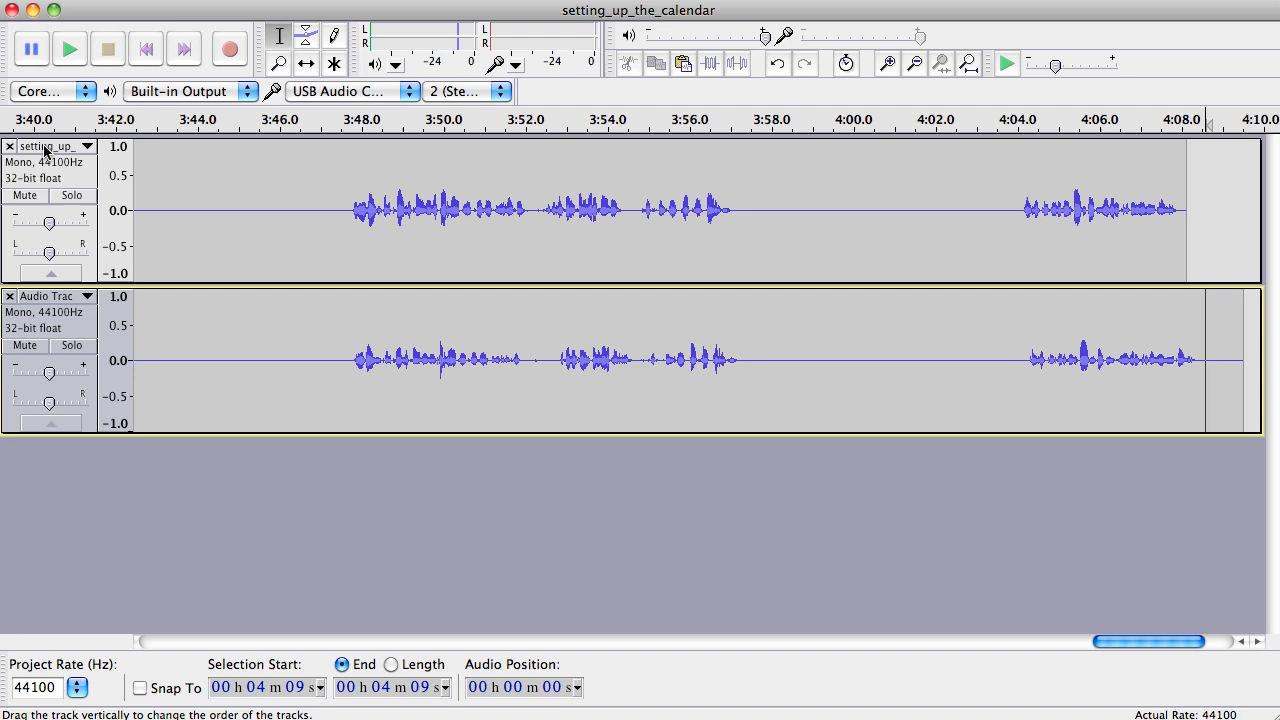 setting_up_the_calendar
L
R
-24 0
L
R
-24 0
Core... Built-in Output USB Audio C... 2 (Ste...
3:40.0 3:42.0 3:44.0 3:46.0 3:48.0 3:50.0 3:52.0 3:54.0 3:56.0 3:58.0 4:00.0 4:02.0 4:04.0 4:06.0 4:08.0 4:10.0
setting_up_
Mono, 44100Hz
32-bit float
Mute Solo
- +
L R
1.0
0.5
0.0
-0.5
-1.0
Audio Trac
Mono, 44100Hz
32-bit float
Mute Solo
- +
L R
1.0
0.5
0.0
-0.5
-1.0
Project Rate (Hz): Selection Start: End Length Audio Position:
44100 Snap To 00 h 04 m 09 s 00 h 04 m 09 s 00 h 00 m 00 s
Drag the track vertically to change the order of the tracks. Actual Rate: 44100